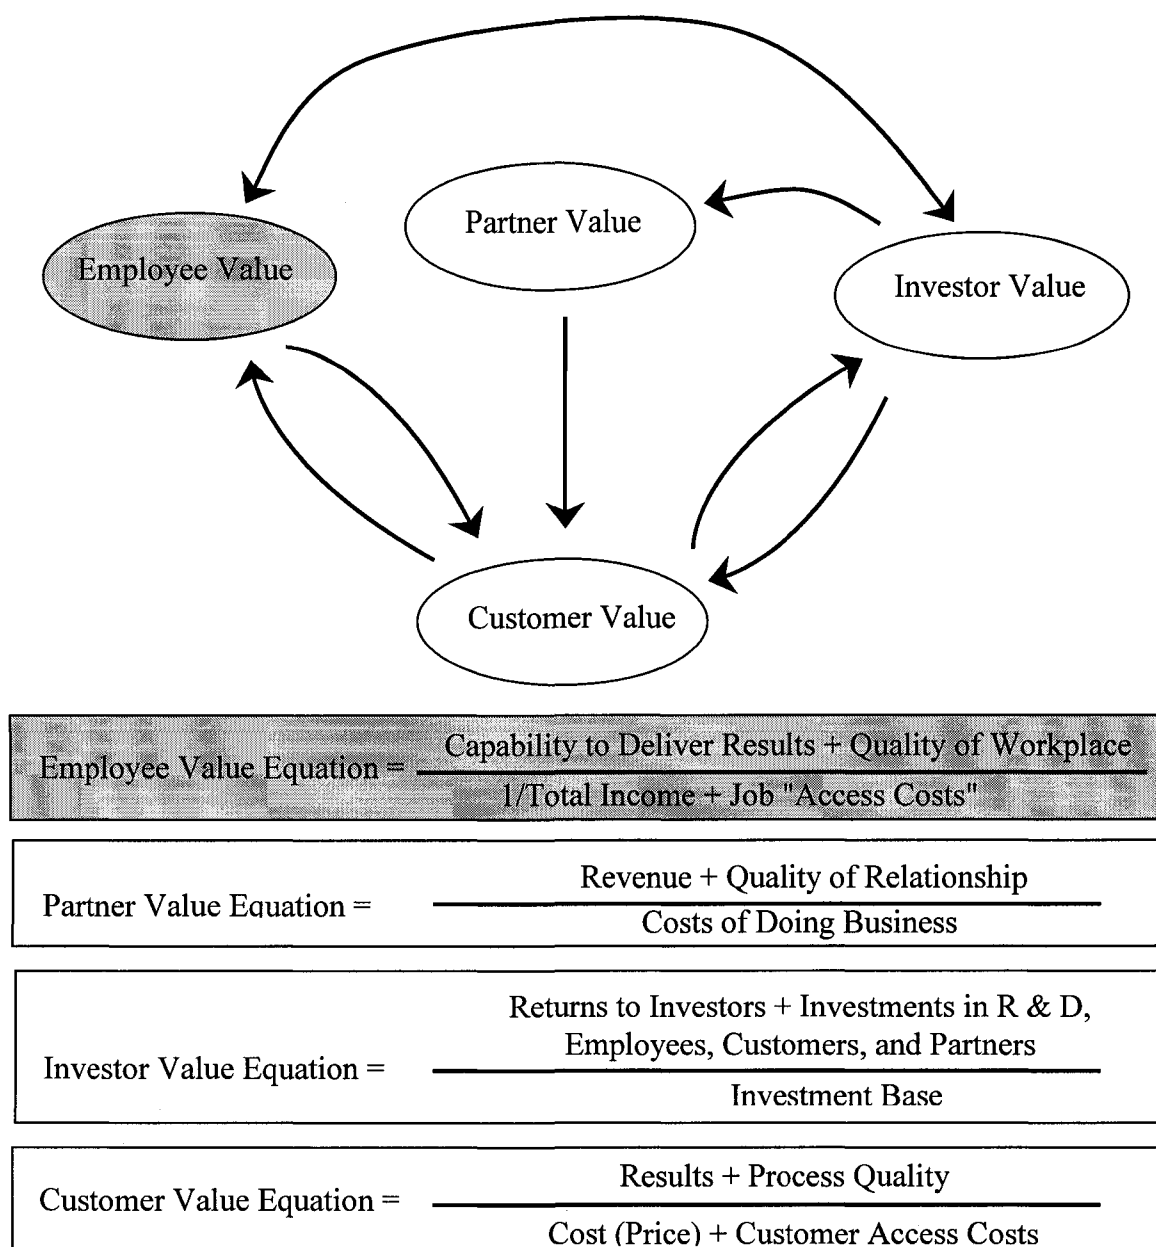 Partner Value
Employee Value
Investor Value
Customer Value
Employee Value Equation =
Capability to Deliver Results + Quality of Workplace
1/Total Income + Job "Access Costs"
Partner Value Equation =
Revenue + Quality of Relationship
Costs of Doing Business
Investor Value Equation =
Returns to Investors + Investments in R & D,
Employees, Customers, and Partners
Investment Base
Customer Value Equation =
Results + Process Quality
Cost (Price) + Customer Access Costs